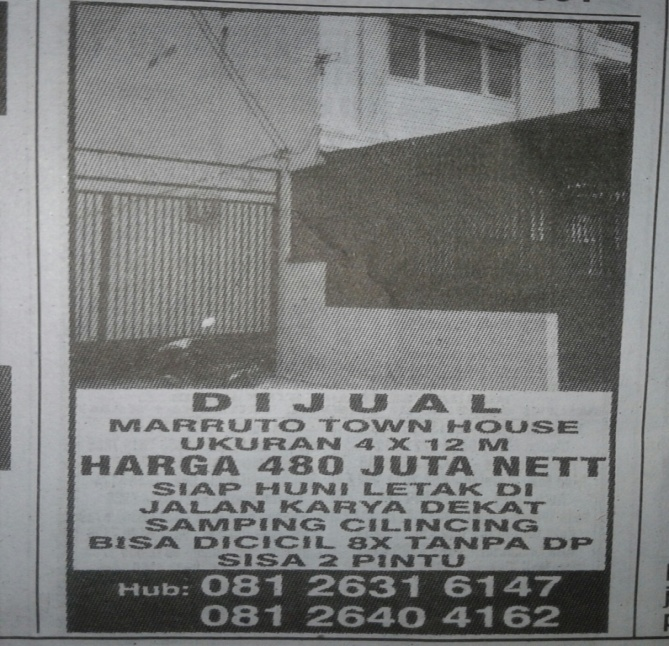 DIJUAL
MARRUTO TOWN HOUSE
UKURAN 4 X 12 M
HARGA 480 JUTA NETT
SIAP HUNI LETAK DI
JALAN KARYA DEKAT
SAMPING CILINCING
BISA DICICIL 8X TANPA DP
SISA 2 PINTU
Hub: 081 2631 6147
081 2640 4162